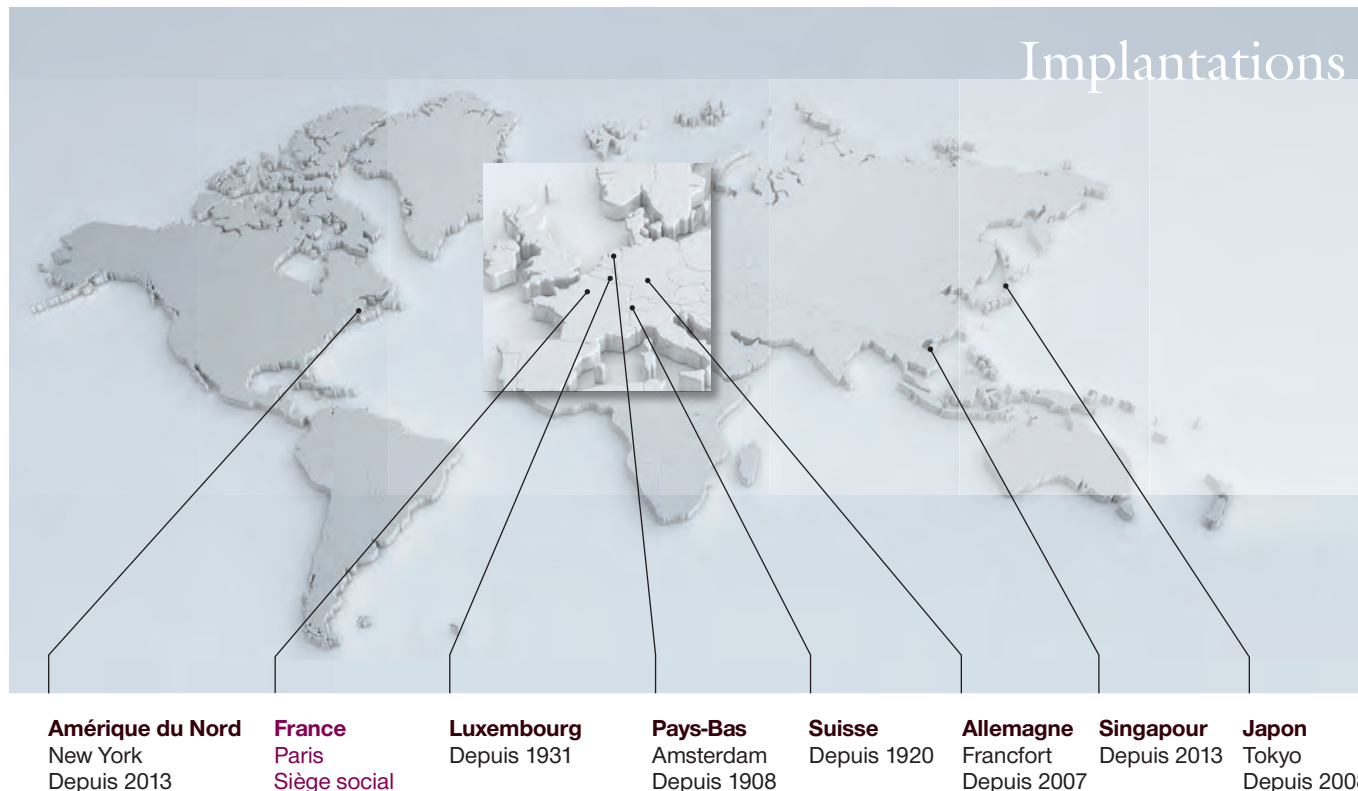 Implantations
Amérique du Nord
New York
Depuis 2013
France
Paris
Siège social
Luxembourg
Depuis 1931
Pays-Bas
Amsterdam
Depuis 1908
Suisse
Depuis 1920
Allemagne
Francfort
Depuis 2007
Singapour
Depuis 2013
Japon
Tokyo
Depuis 2008